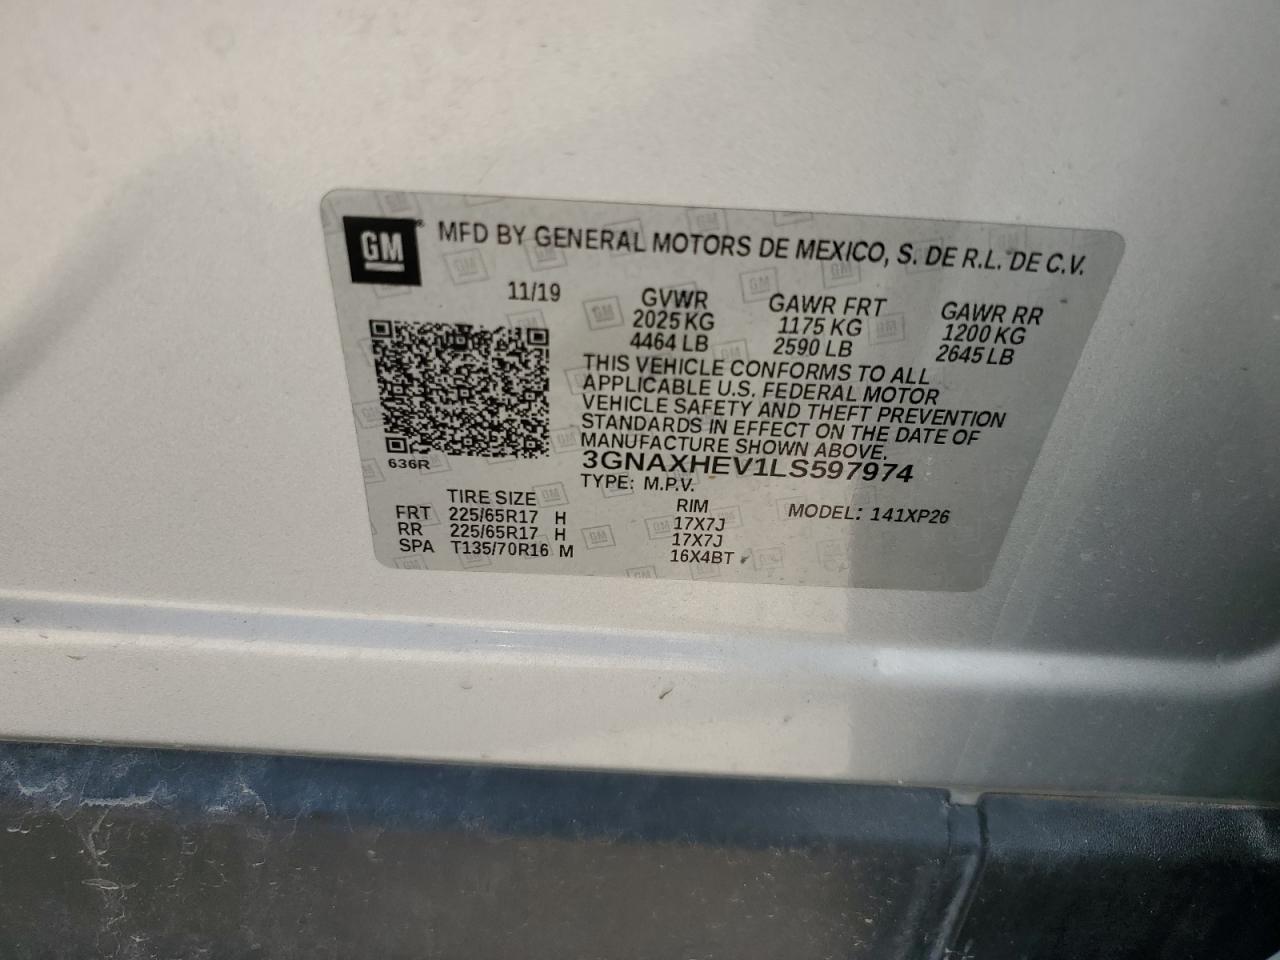 GM® MFD BY GENERAL MOTORS DE MEXICO, S. DE R.L. DE C.V.
11/19 GVWR GAWR FRT GAWR RR
2025 KG 1175 KG 1200 KG
4464 LB 2590 LB 2645 LB
THIS VEHICLE CONFORMS TO ALL
APPLICABLE U.S. FEDERAL MOTOR
VEHICLE SAFETY AND THEFT PREVENTION
STANDARDS IN EFFECT ON THE DATE OF
MANUFACTURE SHOWN ABOVE.
636R 3GNAXHEV1LS597974
TYPE: M.P.V.
TIRE SIZE RIM MODEL: 141XP26
FRT 225/65R17 H 17X7J
RR 225/65R17 H 17X7J
SPA T135/70R16 M 16X4BT